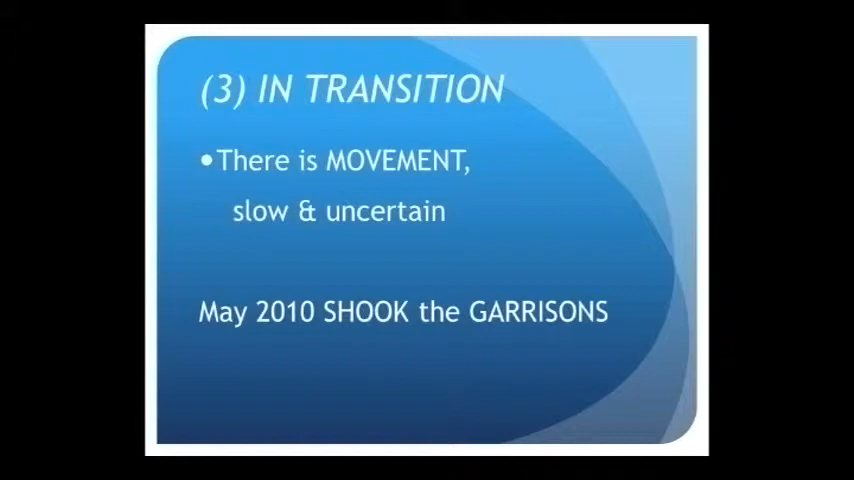 (3) IN TRANSITION
•There is MOVEMENT,
slow & uncertain
May 2010 SHOOK the GARRISONS